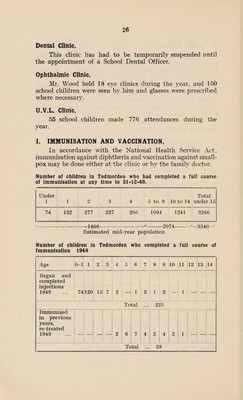 26
Dental Clinic.
This clinic has had to be temporarily suspended until
the appointment of a School Dental Officer.
Ophthalmic Clinic.
Mr. Wood held 18 eye clinics during the year, and 150
school children were seen by him and glasses were prescribed
where necessary.
U.V.L. Clinic.
55 school children made 776 attendances during the
year.
I. IMMUNISATION AND VACCINATION.
In accordance with the National Health Service Act,
immunisation against diphtheria and vaccination against small-
pox may be done either at the clinic or by the family doctor.
Number of children in Todmorden who had completed a full course
of immunisation at any time to 31-12-49.
Under 1 1 2 3 4 5 to 9 10 to 14 Total under 15
74 132 277 237 205 1094 1241 3260
1466 2074 3540
Estimated mid-year population
Number of children in Todmorden who completed a full course of
Immunisation 1949
Age 0-1 1 2 3 4 5 6 7 8 9 10 11 12 13 14
Began and
completed
injections
1949 ... 74 120 15 7 2 — 1 2 1 2 — 1 — — —
Total ... 225
Immunised
in previous
years,
re-treated
1949 ... — — — — 2 6 7 4 2 4 2 1 — — —
Total ... 28